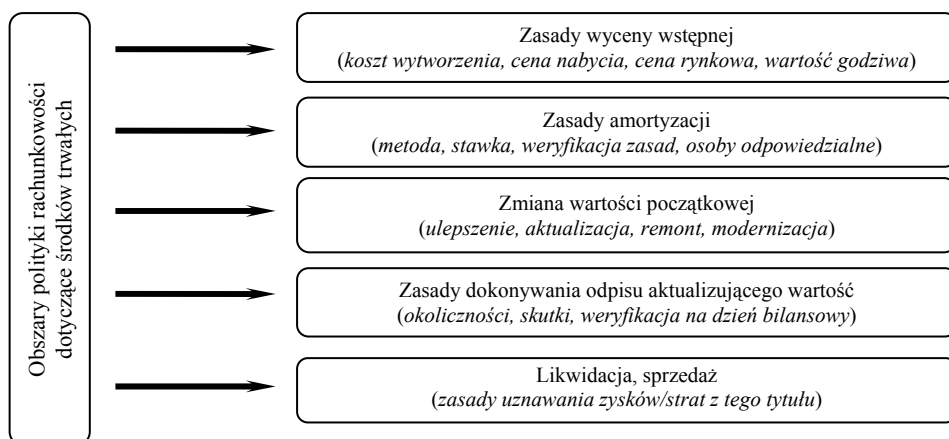 Obszary polityki rachunkowości
dotyczące środków trwałych
Zasady wyceny wstępnej
(koszt wytworzenia, cena nabycia, cena rynkowa, wartość godziwa)
Zasady amortyzacji
(metoda, stawka, weryfikacja zasad, osoby odpowiedzialne)
Zmiana wartości początkowej
(ulepszenie, aktualizacja, remont, modernizacja)
Zasady dokonywania odpisu aktualizującego wartość
(okoliczności, skutki, weryfikacja na dzień bilansowy)
Likwidacja, sprzedaż
(zasady uznawania zysków/strat z tego tytułu)